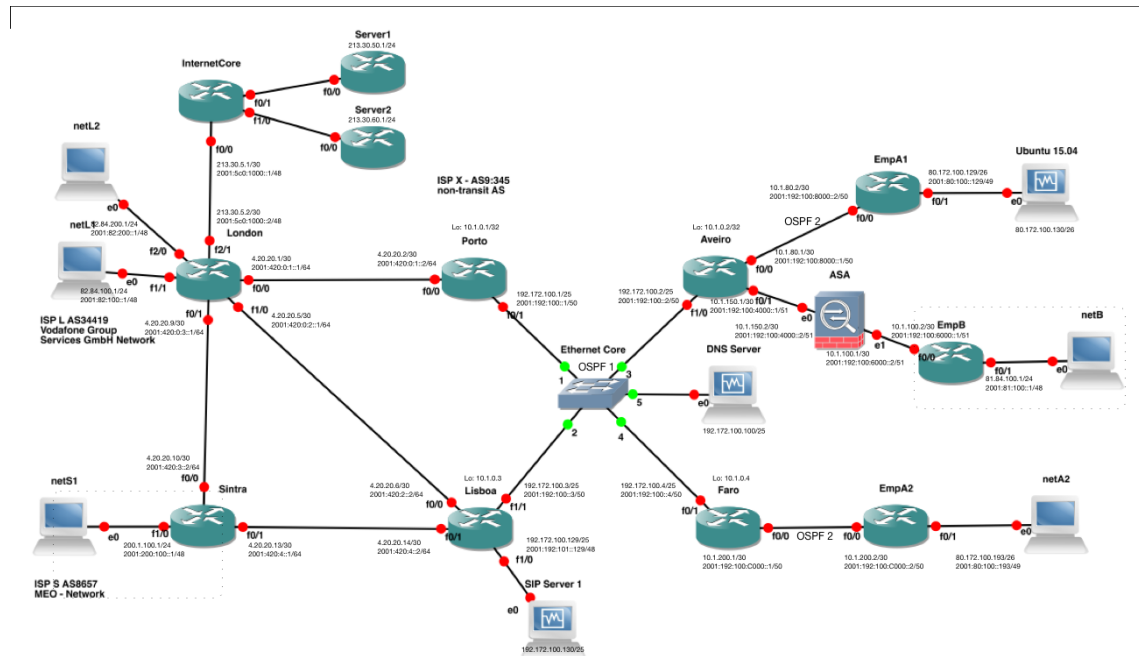 Server1
213.30.50.1/24
InternetCore
f0/0
f0/1
f1/0
Server2
213.30.60.1/24
f0/0
f0/0
netL2
213.30.5.1/30
2001:5c0:1000::1/48
e0
ISP X - AS9:345
non-transit AS
EmpA1
Ubuntu 15.04
10.1.80.2/30
2001:192:100:8000::2/50
80.172.100.129/26
2001:80:100::129/49
f0/1
e0
f0/0
80.172.100.130/26
OSPF 2
netL1
82.84.200.1/24
2001:82:200::1/48
213.30.5.2/30
2001:5c0:1000::2/48
f2/1
London
f2/0
Lo: 10.1.0.1/32
Porto
Lo: 10.1.0.2/32
Aveiro
10.1.80.1/30
2001:192:100:8000::1/50
f0/0
4.20.20.1/30
2001:420:0:1::1/64
4.20.20.2/30
2001:420:0:1::2/64
f0/0
f0/0
e0
f1/1
82.84.100.1/24
2001:82:100::1/48
f1/0
f0/1
ISP L AS34419
Vodafone Group
Services GmbH Network
4.20.20.9/30
2001:420:0:3::1/64
4.20.20.5/30
2001:420:0:2::1/64
192.172.100.1/25
2001:192:100::1/50
f0/1
192.172.100.2/25
2001:192:100::2/50
f1/0
10.1.150.1/30
2001:192:100:4000::1/51
f0/1
ASA
e0
10.1.150.2/30
2001:192:100:4000::2/51
e1
10.1.100.1/30
2001:192:100:6000::2/51
10.1.100.2/30
2001:192:100:6000::1/51
EmpB
f0/0
f0/1
81.84.100.1/24
2001:81:100::1/48
netB
e0
Ethernet Core
OSPF 1
1
3
5
2
4
DNS Server
e0
192.172.100.100/25
4.20.20.10/30
2001:420:3::2/64
f0/0
4.20.20.6/30
2001:420:2::2/64
f0/0
Lo: 10.1.0.3
Lisboa
192.172.100.3/25
2001:192:100::3/50
f1/1
192.172.100.4/25
2001:192:100::4/50
f0/1
Lo: 10.1.0.4
Faro
EmpA2
netA2
netS1
Sintra
e0
f1/0
200.1.100.1/24
2001:200:100::1/48
f0/1
4.20.20.13/30
2001:420:4::1/64
4.20.20.14/30
2001:420:4::2/64
f0/1
192.172.100.129/25
2001:192:101::129/48
f1/0
f0/0
OSPF 2
f0/0
f0/1
e0
10.1.200.1/30
2001:192:100:C000::1/50
10.1.200.2/30
2001:192:100:C000::2/50
80.172.100.193/26
2001:80:100::193/49
ISP S AS8657
MEO - Network
SIP Server 1
e0
192.172.100.130/25